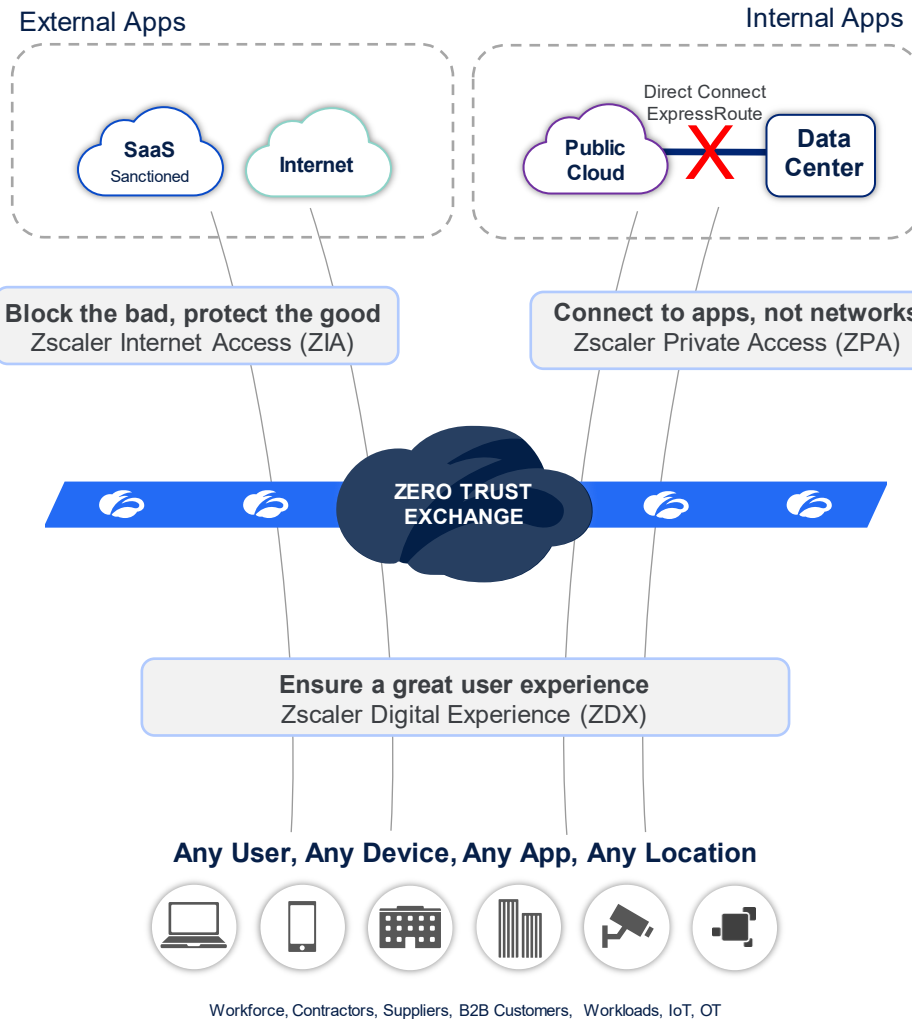 External Apps
Internal Apps
SaaS
Sanctioned
Internet
Direct Connect
ExpressRoute
Public
Cloud
Data
Center
Block the bad, protect the good
Zscaler Internet Access (ZIA)
Connect to apps, not networks
Zscaler Private Access (ZPA)
ZERO TRUST
EXCHANGE
Ensure a great user experience
Zscaler Digital Experience (ZDX)
Any User, Any Device, Any App, Any Location
Workforce, Contractors, Suppliers, B2B Customers, Workloads, IoT, OT